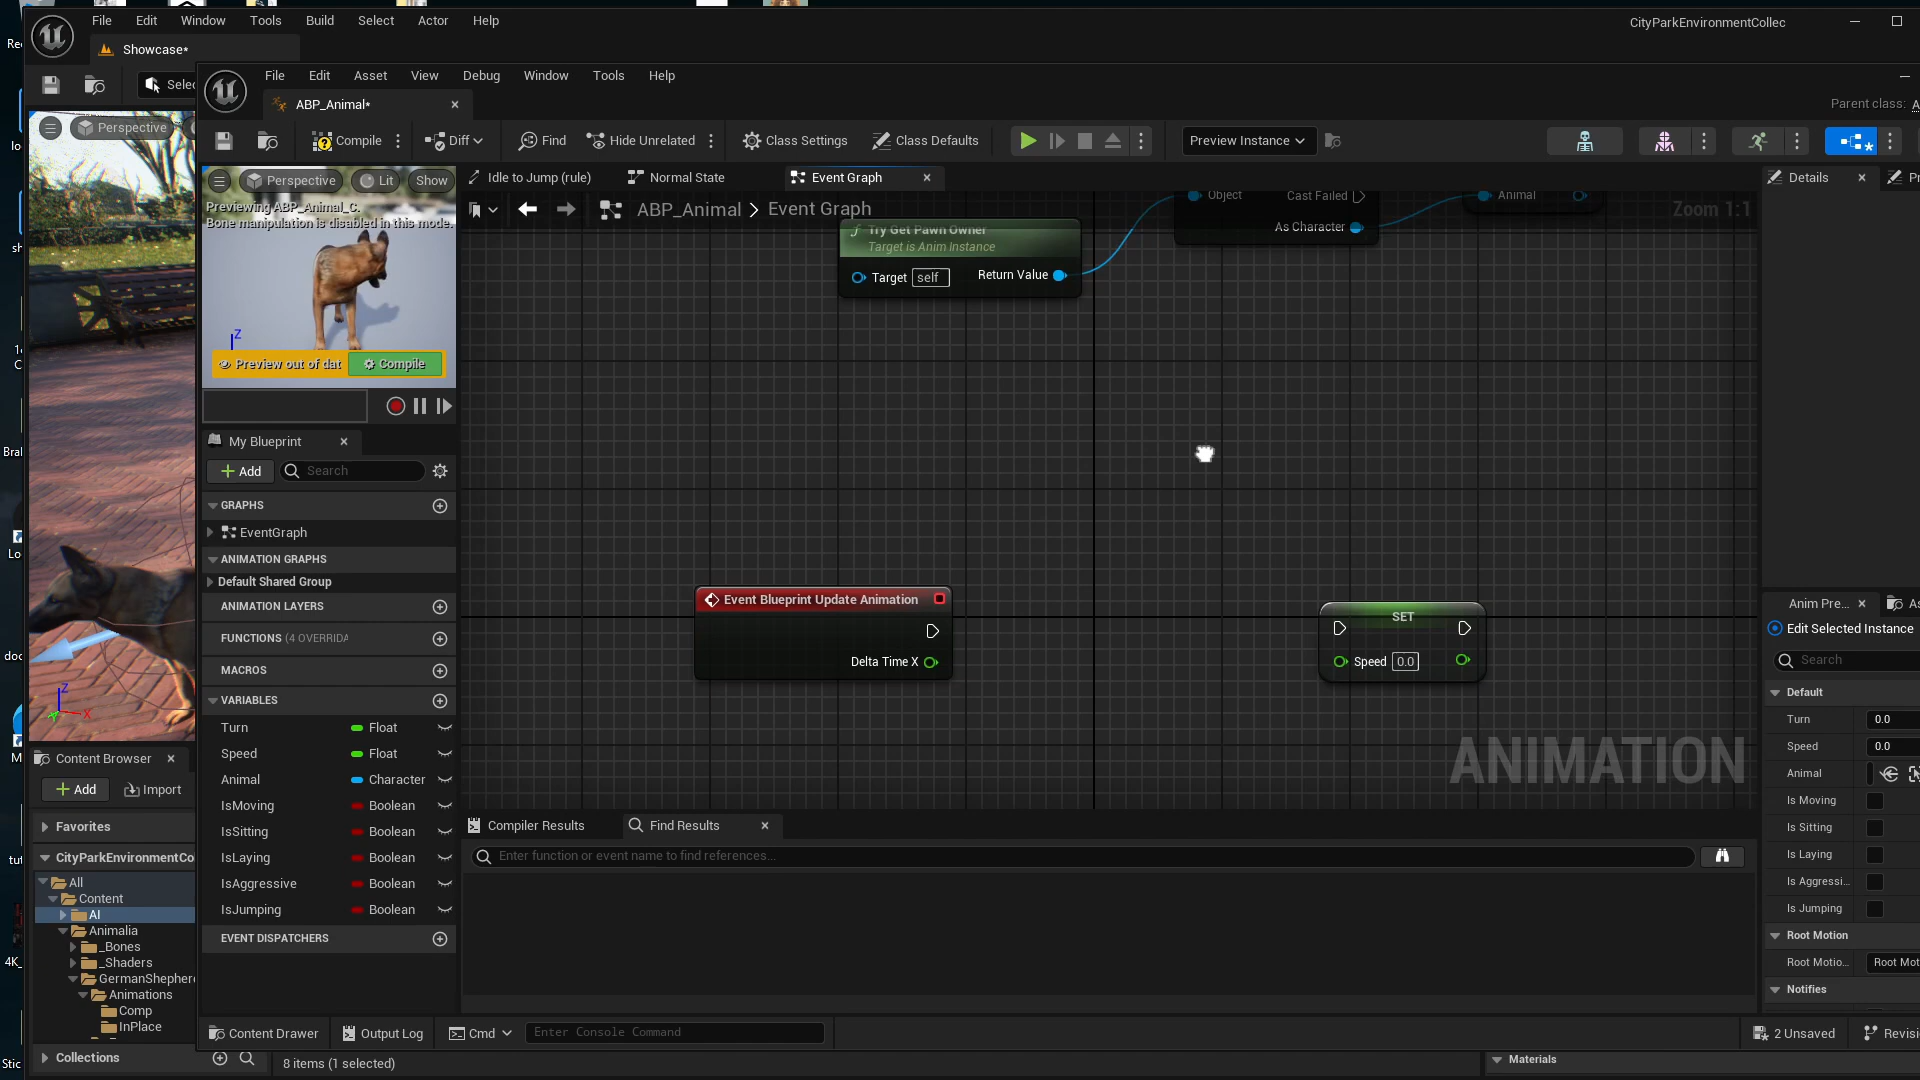 File Edit Window Tools Build Select Actor Help
CityParkEnvironmentCollec
Showcase*
File Edit Asset View Debug Window Tools Help
ABP_Animal*
Parent class:
Compile Diff Find Hide Unrelated Class Settings Class Defaults Preview Instance
Perspective
Perspective Lit Show
Previewing ABP_Animal_C.
Bone manipulation is disabled in this mode.
Z
Preview out of dat Compile
Idle to Jump (rule) Normal State Event Graph Details
ABP_Animal > Event Graph
Zoom 1:1
Try Get Pawn Owner
Target is Anim Instance
Target self Return Value
Object Cast Failed
As Character
Animal
My Blueprint
Add Search
GRAPHS
EventGraph
ANIMATION GRAPHS
Default Shared Group
ANIMATION LAYERS
FUNCTIONS (4 OVERRIDA
MACROS
VARIABLES
Turn Float
Speed Float
Animal Character
IsMoving Boolean
IsSitting Boolean
IsLaying Boolean
IsAggressive Boolean
IsJumping Boolean
EVENT DISPATCHERS
Event Blueprint Update Animation
Delta Time X
SET
Speed 0.0
ANIMATION
Compiler Results Find Results
Enter function or event name to find references...
Anim Pre...
Edit Selected Instance
Search
Default
Turn 0.0
Speed 0.0
Animal
Is Moving
Is Sitting
Is Laying
Is Aggressi...
Is Jumping
Root Motion
Root Motio... Root Mot
Notifies
Z
X
Content Browser
Add Import
Favorites
CityParkEnvironmentCo
All
Content
AI
Animalia
_Bones
_Shaders
GermanShepher
Animations
Comp
InPlace
Collections
Content Drawer Output Log Cmd Enter Console Command
2 Unsaved Revisi
8 items (1 selected)
Materials